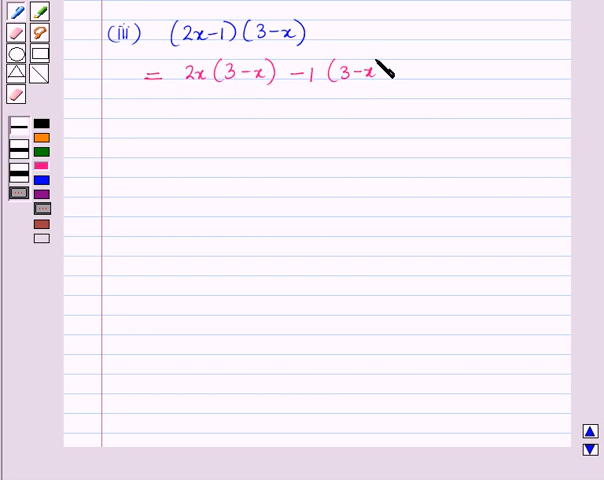 (iii) (2x-1)(3-x)
= 2x(3-x) -1(3-x